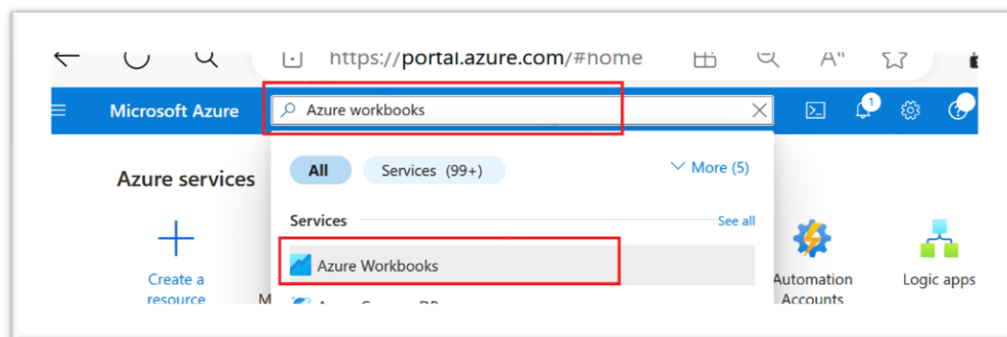 https://portal.azure.com/#home
A"
Microsoft Azure
Azure workbooks
1
Azure services
All
Services (99+)
More (5)
Services
See all
Azure Workbooks
Create a
resource
Automation
Accounts
Logic apps
M